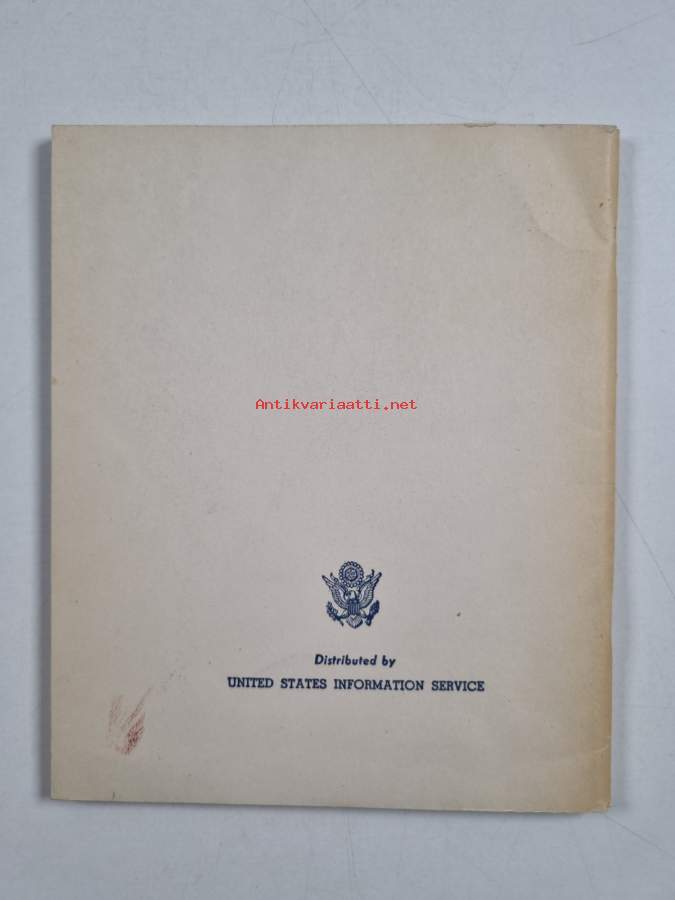 Antikvariaatti.net
Distributed by
UNITED STATES INFORMATION SERVICE